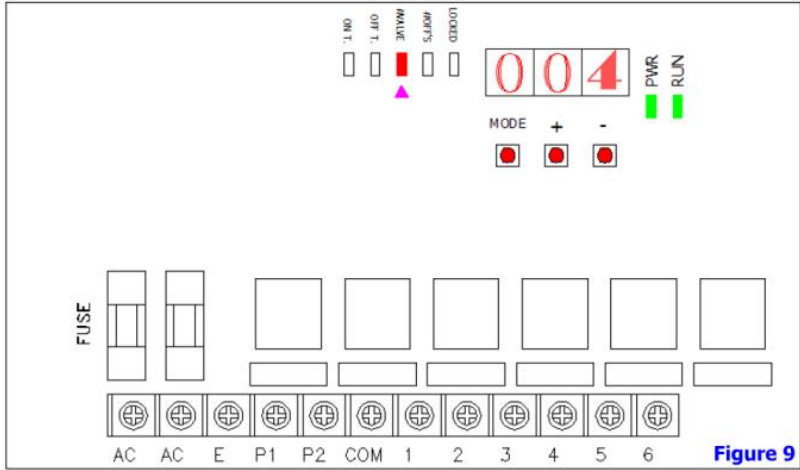 ON T.
OFF T.
#VALVE
#OFF'S
LOCKED
004
PWR
RUN
MODE + -
FUSE
AC AC E P1 P2 COM 1 2 3 4 5 6
Figure 9